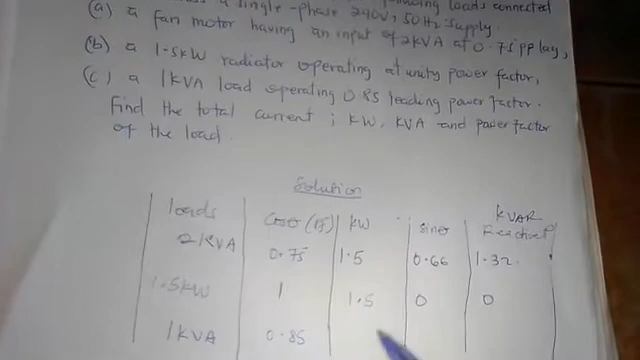 a single-phase 240V, 50Hz supply.
(a) a fan motor having an input of 2KVA at 0.75 pf lag,
(b) a 1.5KW radiator operating at unity power factor,
(c) a 1KVA load operating 0.85 leading power factor.
Find the total current; KW, KVA and power factor
of the load.
Solution
loads Cosθ (Pf) KW sinθ KVAR Reactive P
2KVA 0.75 1.5 0.66 1.32
1.5KW 1 1.5 0 0
1KVA 0.85